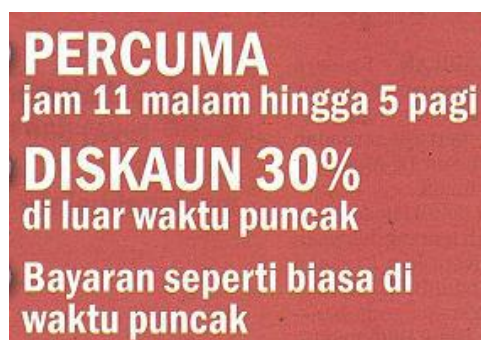 PERCUMA
jam 11 malam hingga 5 pagi
DISKAUN 30%
di luar waktu puncak
Bayaran seperti biasa di
waktu puncak